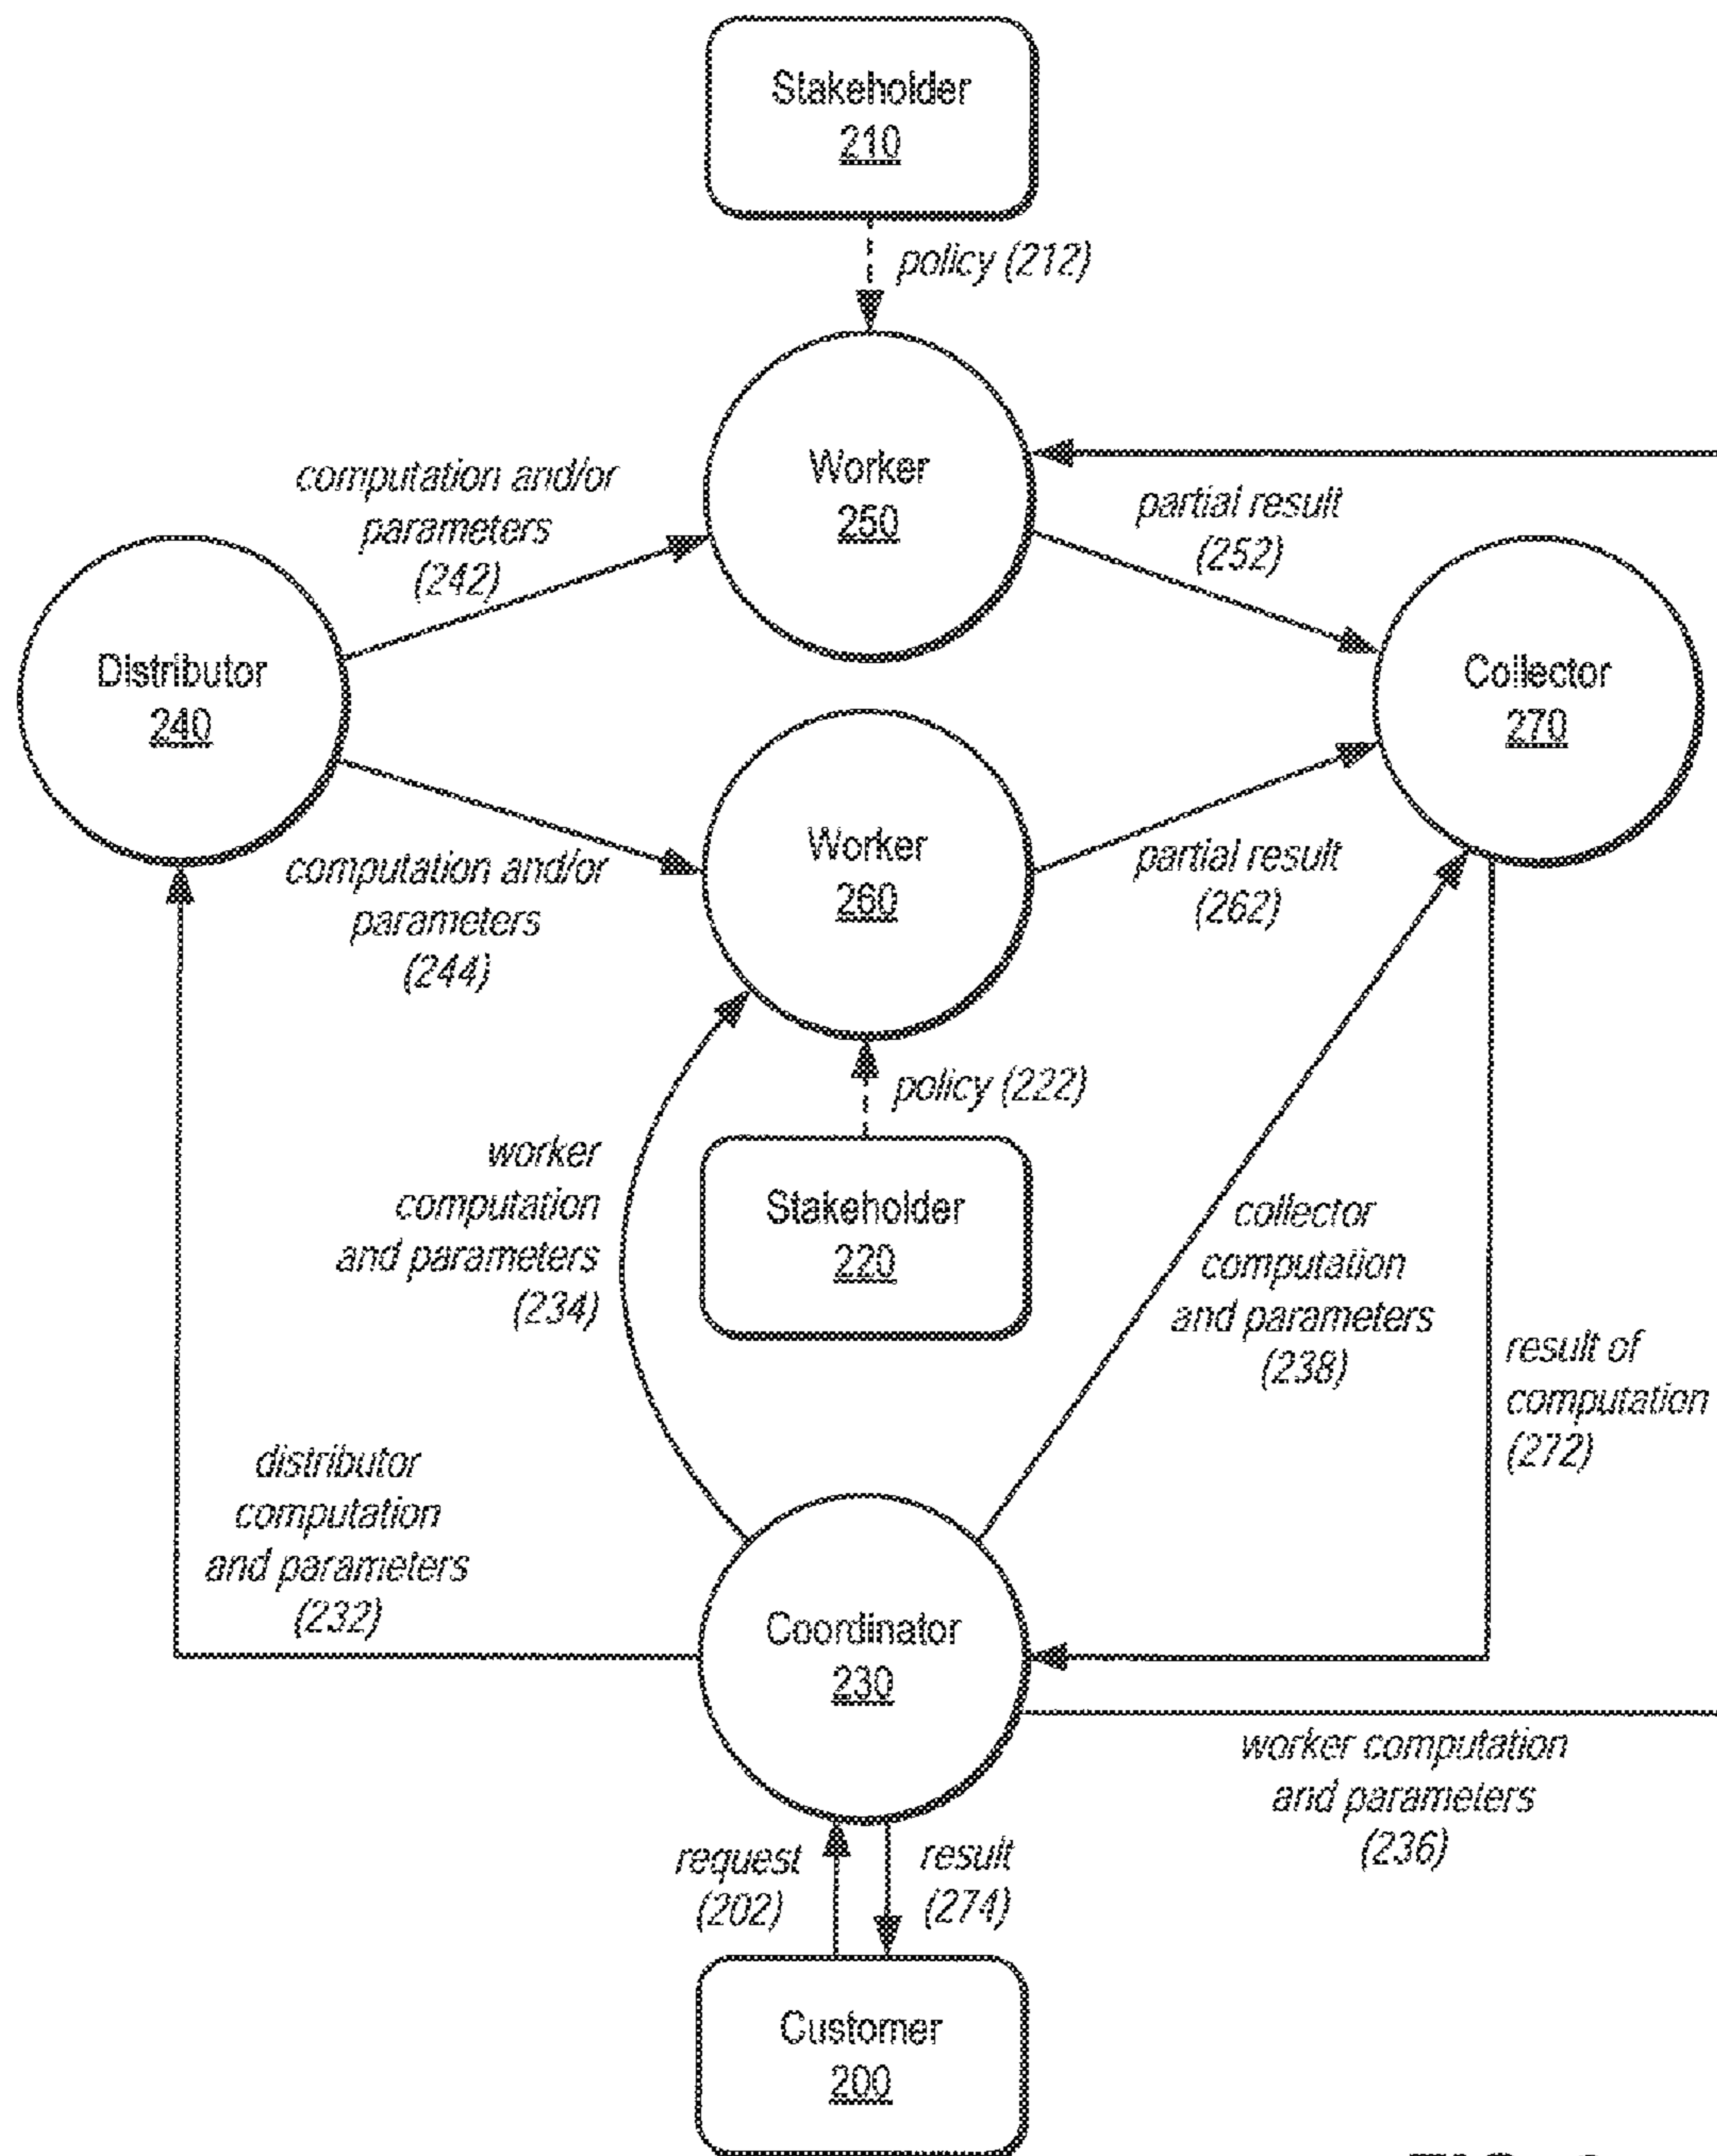 Stakeholder
210
policy (212)
Worker
250
computation and/or
parameters
(242)
partial result
(252)
Distributor
240
Collector
270
Worker
260
computation and/or
parameters
(244)
partial result
(262)
policy (222)
Stakeholder
220
worker
computation
and parameters
(234)
collector
computation
and parameters
(238)
result of
computation
(272)
distributor
computation
and parameters
(232)
Coordinator
230
worker computation
and parameters
(236)
request
(202)
result
(274)
Customer
200